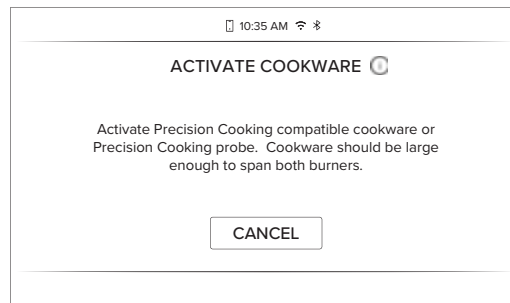 10:35 AM
ACTIVATE COOKWARE
Activate Precision Cooking compatible cookware or
Precision Cooking probe. Cookware should be large
enough to span both burners.
CANCEL